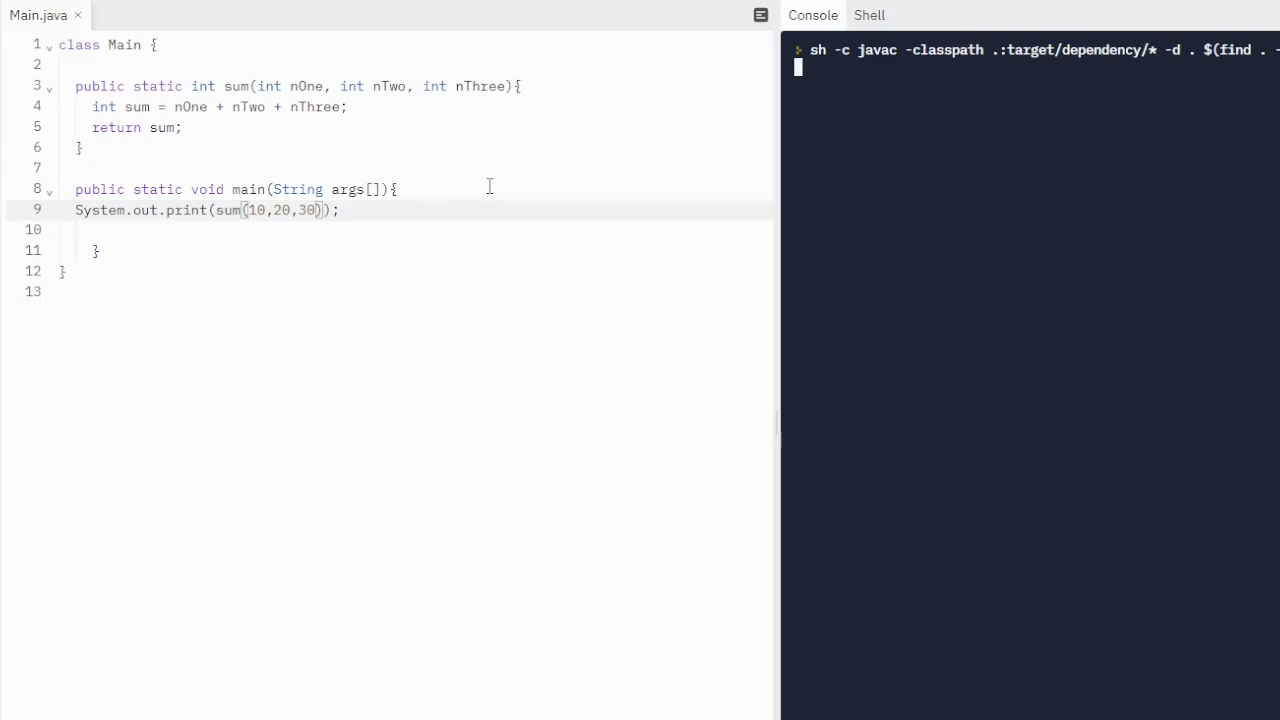 Main.java ×
Console Shell
1 class Main {
2
3 public static int sum(int nOne, int nTwo, int nThree){
4 int sum = nOne + nTwo + nThree;
5 return sum;
6 }
7
8 public static void main(String args[]){
9 System.out.print(sum(10,20,30));
10
11 }
12 }
13
sh -c javac -classpath .:target/dependency/* -d . $(find . -